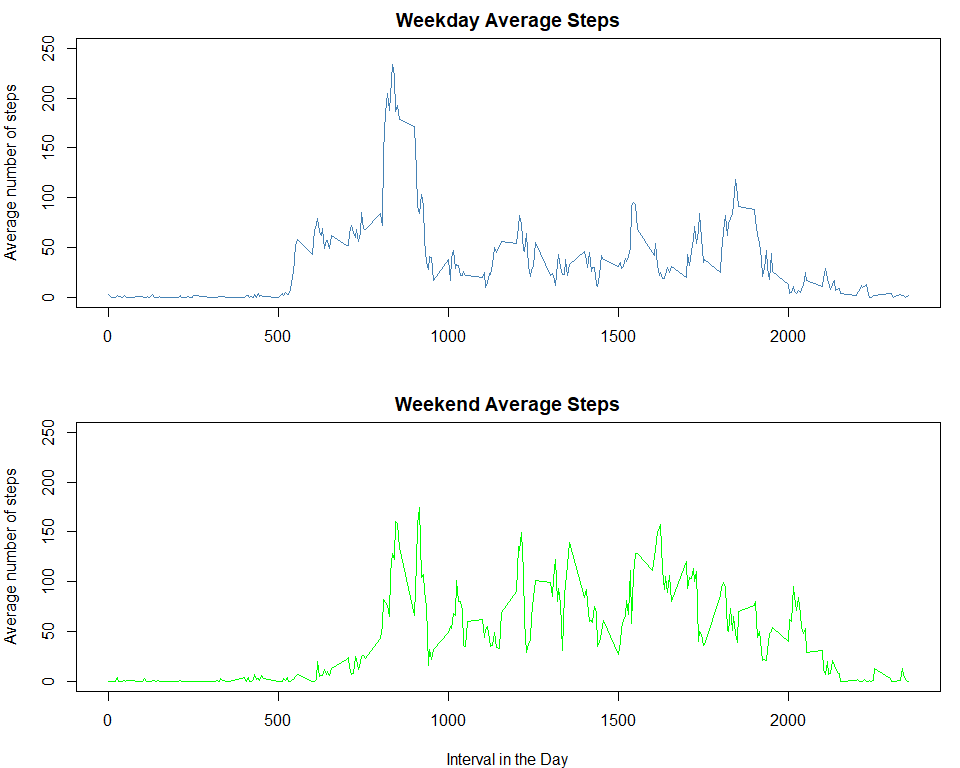 Weekday Average Steps
Average number of steps
250
200
150
100
50
0
0 500 1000 1500 2000
Weekend Average Steps
Average number of steps
250
200
150
100
50
0
0 500 1000 1500 2000
Interval in the Day